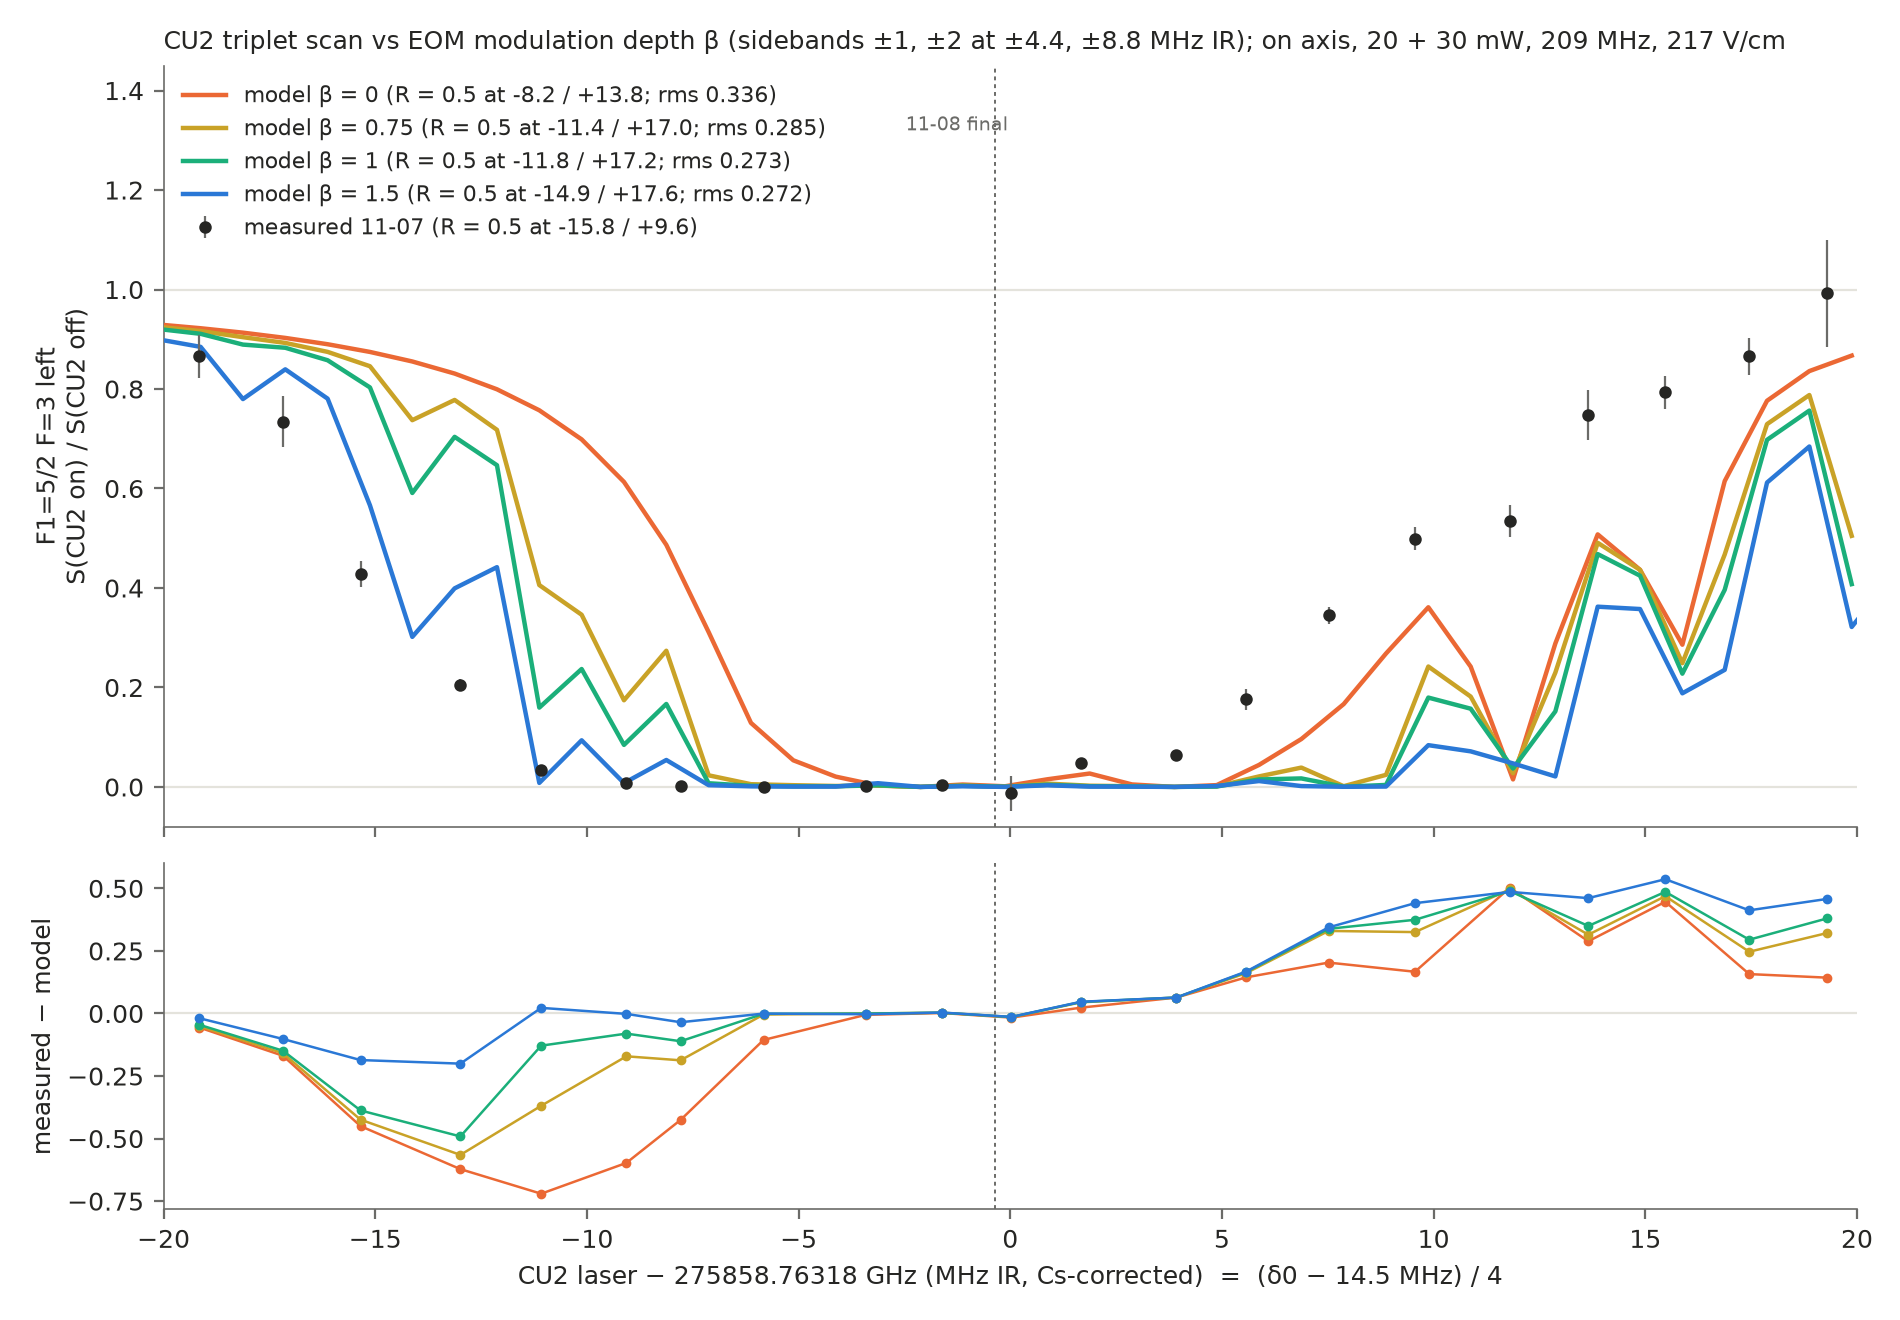 CU2 triplet scan vs EOM modulation depth β (sidebands ±1, ±2 at ±4.4, ±8.8 MHz IR); on axis, 20 + 30 mW, 209 MHz, 217 V/cm
model β = 0 (R = 0.5 at -8.2 / +13.8; rms 0.336)
model β = 0.75 (R = 0.5 at -11.4 / +17.0; rms 0.285)
model β = 1 (R = 0.5 at -11.8 / +17.2; rms 0.273)
model β = 1.5 (R = 0.5 at -14.9 / +17.6; rms 0.272)
measured 11-07 (R = 0.5 at -15.8 / +9.6)
11-08 final
F1=5/2 F=3 left
S(CU2 on) / S(CU2 off)
1.4
1.2
1.0
0.8
0.6
0.4
0.2
0.0
measured − model
0.50
0.25
0.00
−0.25
−0.50
−0.75
−20
−15
−10
−5
0
5
10
15
20
CU2 laser − 275858.76318 GHz (MHz IR, Cs-corrected) = (δ0 − 14.5 MHz) / 4